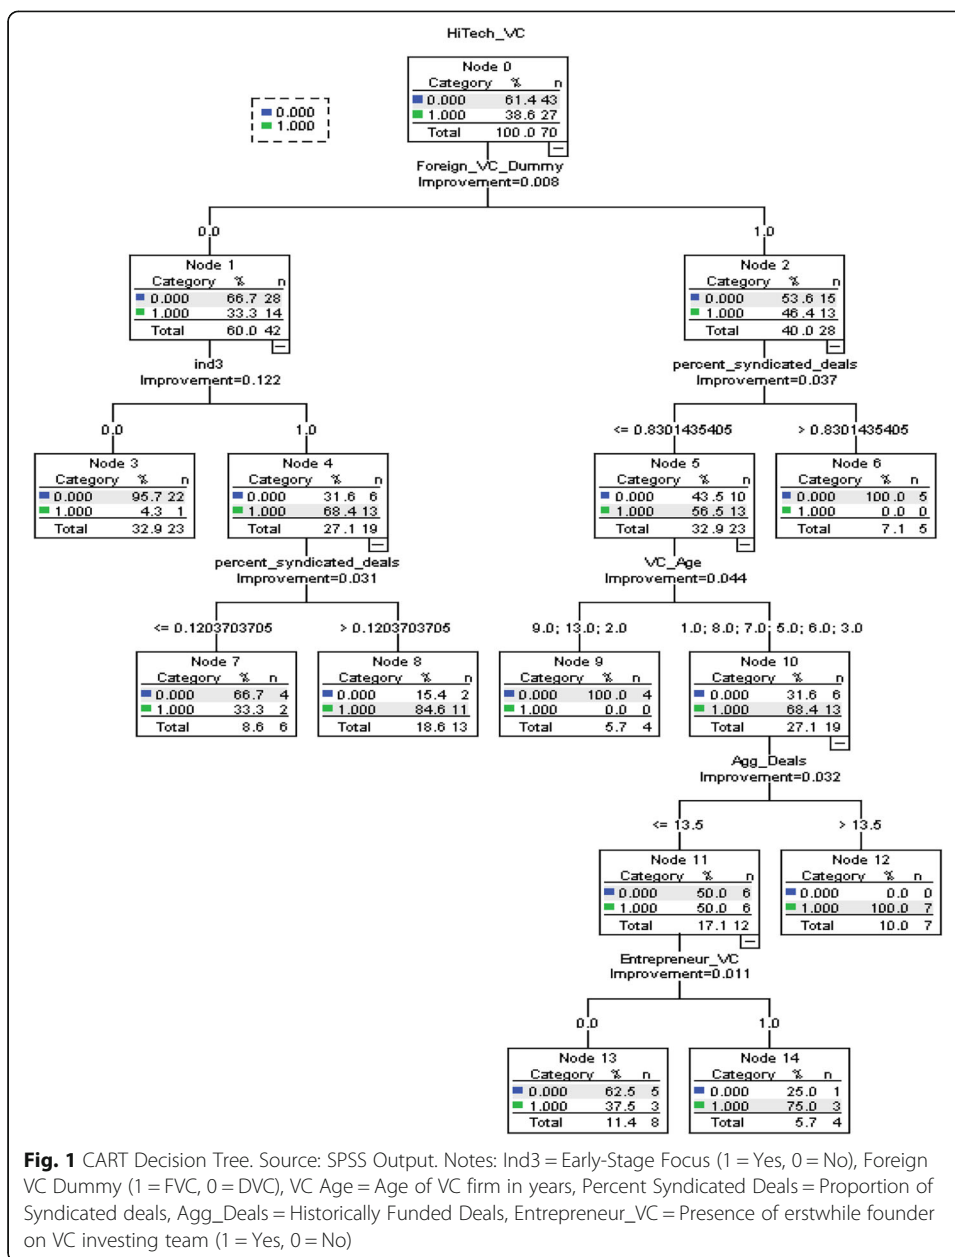 HiTech_VC
Node 0
Category % n
0.000 61.4 43
1.000 38.6 27
Total 100.0 70
0.000
1.000
Foreign_VC_Dummy
Improvement=0.008
0.0
1.0
Node 1
Category % n
0.000 66.7 28
1.000 33.3 14
Total 60.0 42
Node 2
Category % n
0.000 53.6 15
1.000 46.4 13
Total 40.0 28
ind3
Improvement=0.122
percent_syndicated_deals
Improvement=0.037
0.0
1.0
<= 0.8301435405
> 0.8301435405
Node 3
Category % n
0.000 95.7 22
1.000 4.3 1
Total 32.9 23
Node 4
Category % n
0.000 31.6 6
1.000 68.4 13
Total 27.1 19
Node 5
Category % n
0.000 43.5 10
1.000 56.5 13
Total 32.9 23
Node 6
Category % n
0.000 100.0 5
1.000 0.0 0
Total 7.1 5
percent_syndicated_deals
Improvement=0.031
VC_Age
Improvement=0.044
<= 0.1203703705
> 0.1203703705
9.0; 13.0; 2.0
1.0; 8.0; 7.0; 5.0; 6.0; 3.0
Node 7
Category % n
0.000 66.7 4
1.000 33.3 2
Total 8.6 6
Node 8
Category % n
0.000 15.4 2
1.000 84.6 11
Total 18.6 13
Node 9
Category % n
0.000 100.0 4
1.000 0.0 0
Total 5.7 4
Node 10
Category % n
0.000 31.6 6
1.000 68.4 13
Total 27.1 19
Agg_Deals
Improvement=0.032
<= 13.5
> 13.5
Node 11
Category % n
0.000 50.0 6
1.000 50.0 6
Total 17.1 12
Node 12
Category % n
0.000 0.0 0
1.000 100.0 7
Total 10.0 7
Entrepreneur_VC
Improvement=0.011
0.0
1.0
Node 13
Category % n
0.000 62.5 5
1.000 37.5 3
Total 11.4 8
Node 14
Category % n
0.000 25.0 1
1.000 75.0 3
Total 5.7 4
Fig. 1 CART Decision Tree. Source: SPSS Output. Notes: Ind3 = Early-Stage Focus (1 = Yes, 0 = No), Foreign
VC Dummy (1 = FVC, 0 = DVC), VC Age = Age of VC firm in years, Percent Syndicated Deals = Proportion of
Syndicated deals, Agg_Deals = Historically Funded Deals, Entrepreneur_VC = Presence of erstwhile founder
on VC investing team (1 = Yes, 0 = No)